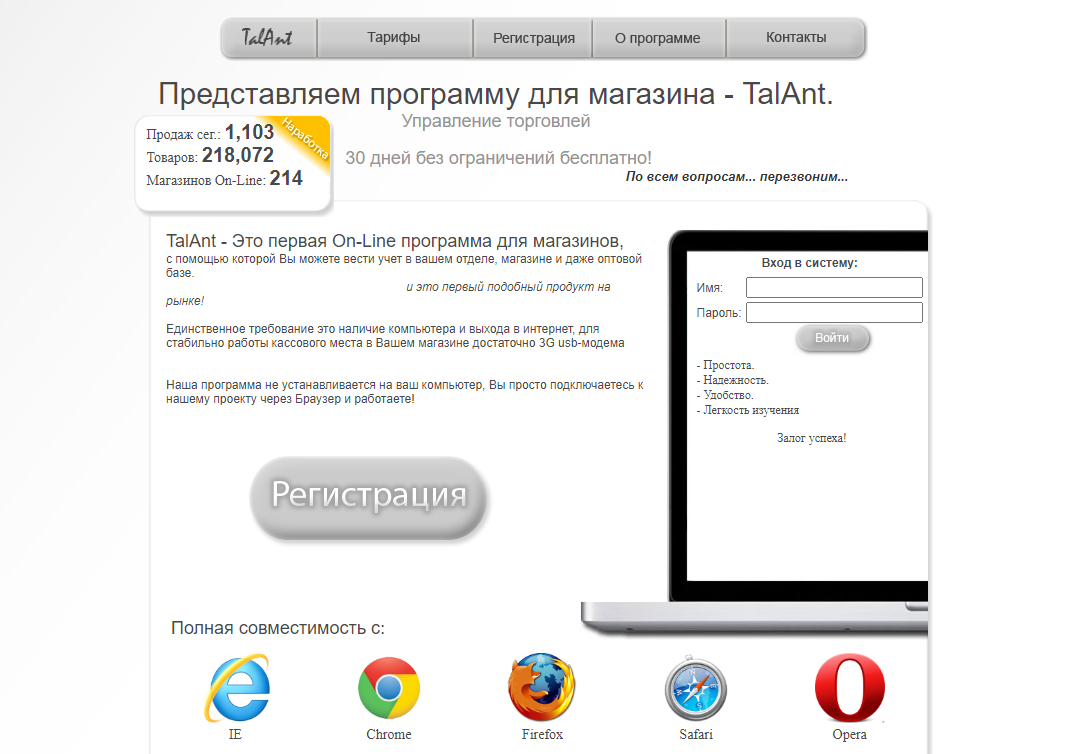 TalAnt
Тарифы
Регистрация
О программе
Контакты
Представляем программу для магазина - TalAnt.
Управление торговлей
Продаж сег.: 1,103
Наработка
Товаров: 218,072
30 дней без ограничений бесплатно!
Магазинов On-Line: 214
По всем вопросам... перезвоним...
TalAnt - Это первая On-Line программа для магазинов,
с помощью которой Вы можете вести учет в вашем отделе, магазине и даже оптовой
базе.
и это первый подобный продукт на
рынке!
Единственное требование это наличие компьютера и выхода в интернет, для
стабильно работы кассового места в Вашем магазине достаточно 3G usb-модема
Наша программа не устанавливается на ваш компьютер, Вы просто подключаетесь к
нашему проекту через Браузер и работаете!
Регистрация
Вход в систему:
Имя:
Пароль:
Войти
- Простота.
- Надежность.
- Удобство.
- Легкость изучения
Залог успеха!
Полная совместимость с:
IE
Chrome
Firefox
Safari
Opera